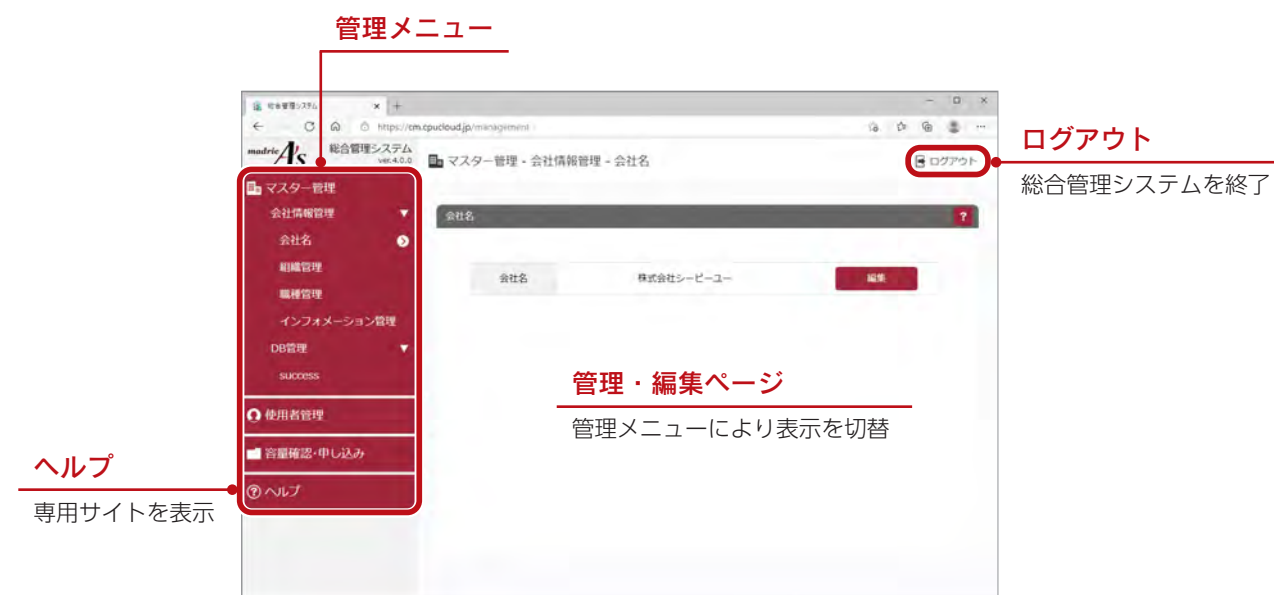 管理メニュー
総合管理システム
https://cm.cpucloud.jp/management
madric A's
総合管理システム
ver.4.0.0
マスター管理 - 会社情報管理 - 会社名
ログアウト
ログアウト
総合管理システムを終了
マスター管理
会社情報管理
会社名
組織管理
職種管理
インフォメーション管理
DB管理
success
使用者管理
容量確認・申し込み
ヘルプ
会社名
?
会社名
株式会社シーピーユー
編集
管理・編集ページ
管理メニューにより表示を切替
ヘルプ
専用サイトを表示